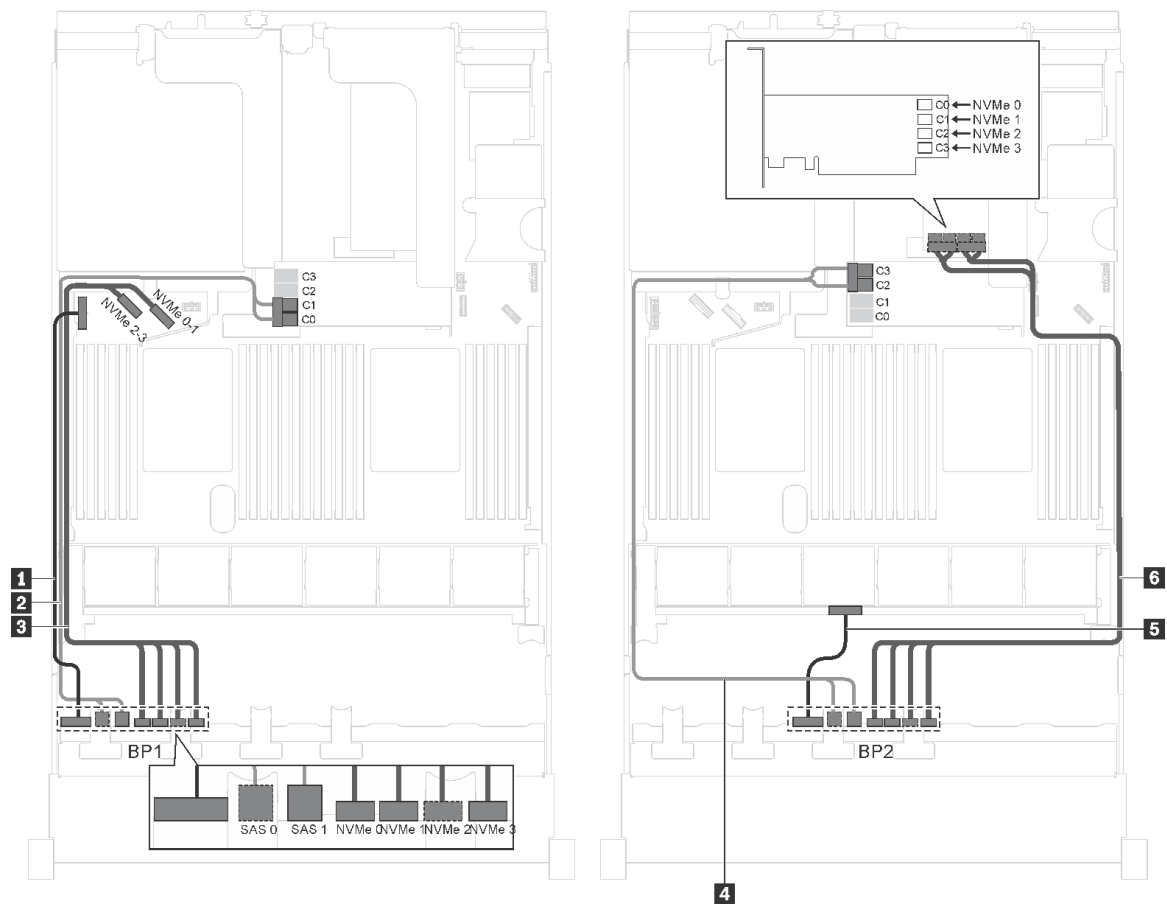 C3
C2
C1
C0
NVMe 0-1
NVMe 2-3
1
2
3
BP1
SAS 0
SAS 1
NVMe 0
NVMe 1
NVMe 2
NVMe 3
C0 NVMe 0
C1 NVMe 1
C2 NVMe 2
C3 NVMe 3
C3
C2
C1
C0
6
5
BP2
4